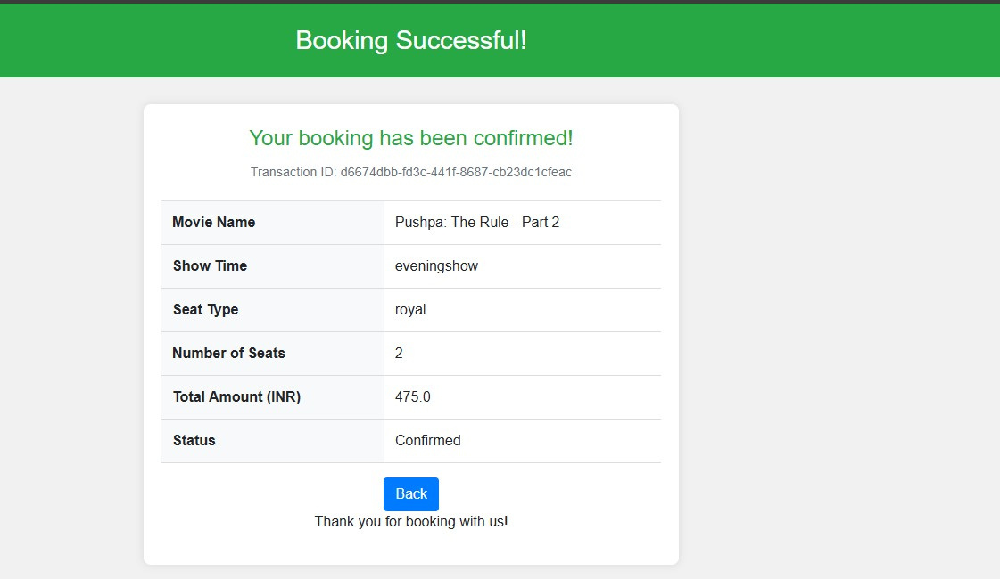 Booking Successful!
Your booking has been confirmed!
Transaction ID: d6674dbb-fd3c-441f-8687-cb23dc1cfeac
Movie Name Pushpa: The Rule - Part 2
Show Time eveningshow
Seat Type royal
Number of Seats 2
Total Amount (INR) 475.0
Status Confirmed
Back
Thank you for booking with us!